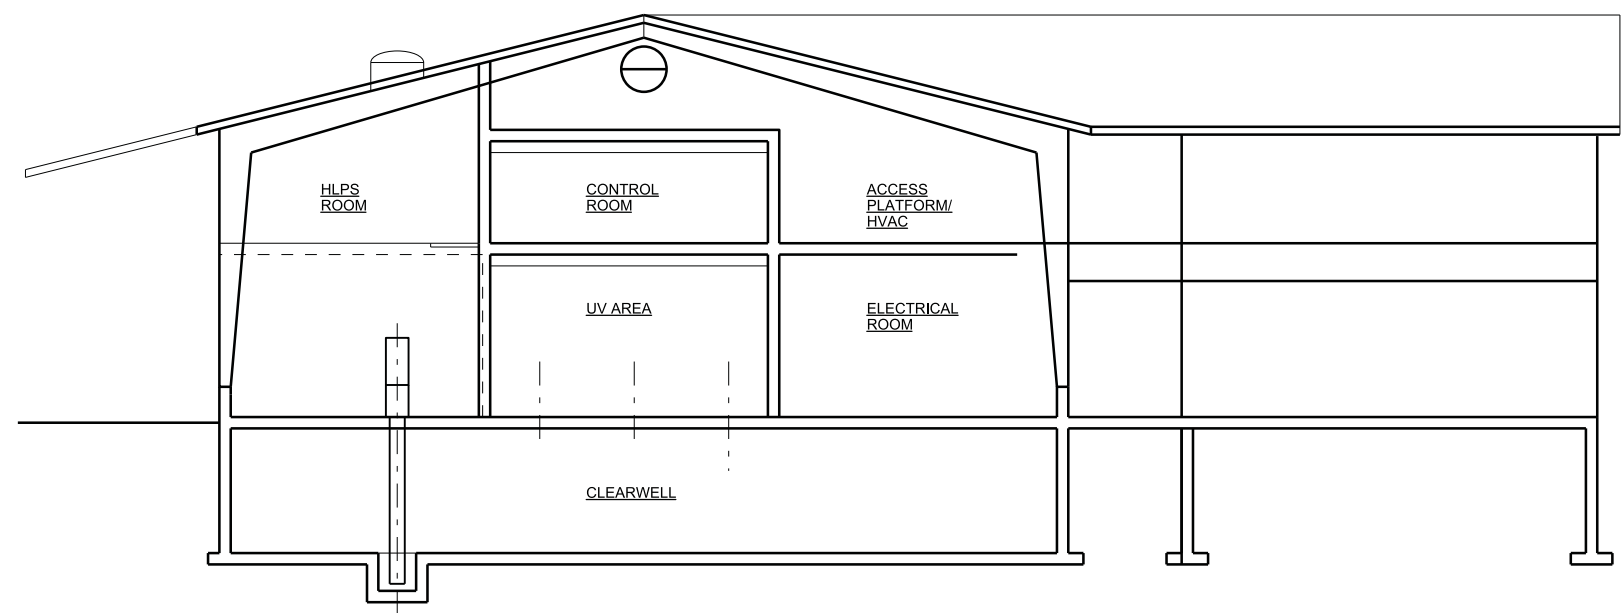 HLPS
ROOM
CONTROL
ROOM
ACCESS
PLATFORM/
HVAC
UV AREA
ELECTRICAL
ROOM
CLEARWELL